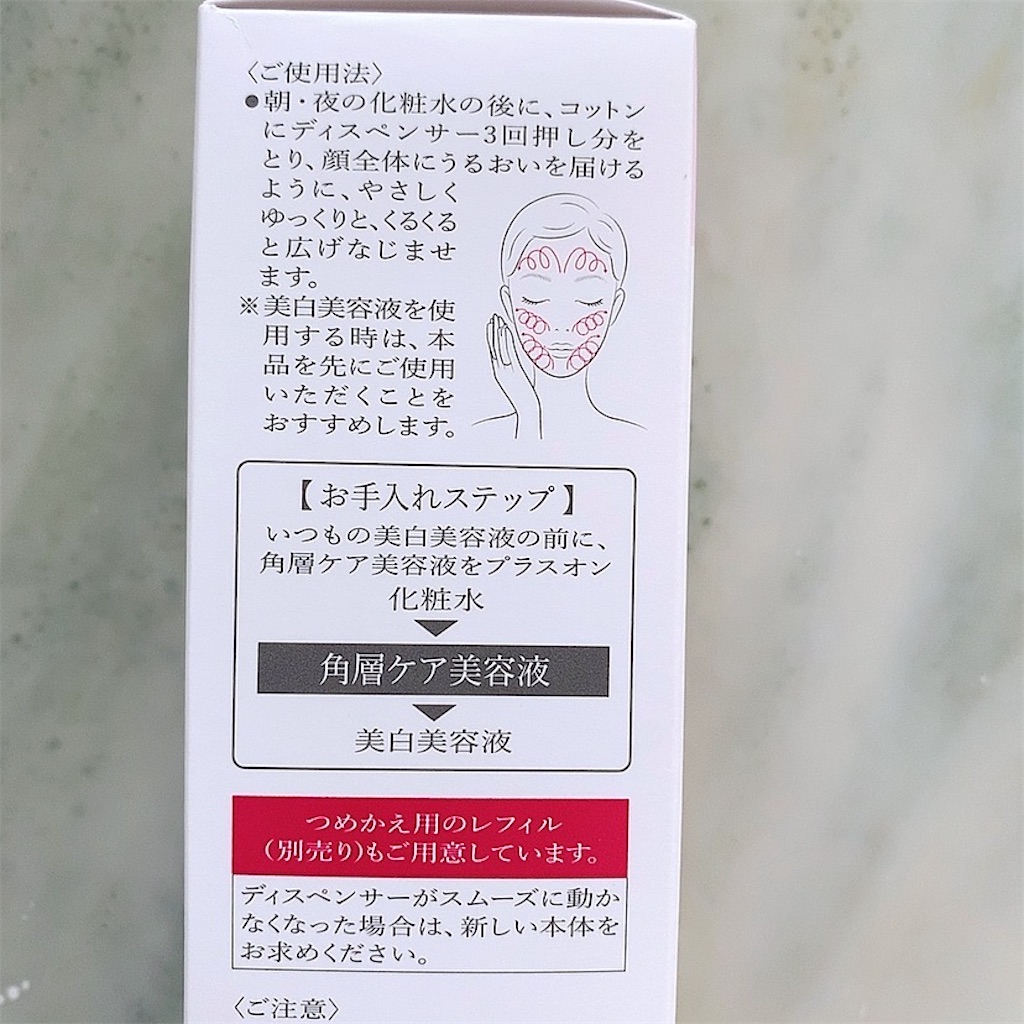 〈ご使用法〉
●朝・夜の化粧水の後に、コットン
にディスペンサー3回押し分を
とり、顔全体にうるおいを届ける
ように、やさしく
ゆっくりと、くるくる
と広げなじませ
ます。
※美白美容液を使
用する時は、本
品を先にご使用
いただくことを
おすすめします。
【お手入れステップ】
いつもの美白美容液の前に、
角層ケア美容液をプラスオン
化粧水
角層ケア美容液
美白美容液
つめかえ用のレフィル
(別売り)もご用意しています。
ディスペンサーがスムーズに動か
なくなった場合は、新しい本体を
お求めください。
〈ご注意〉